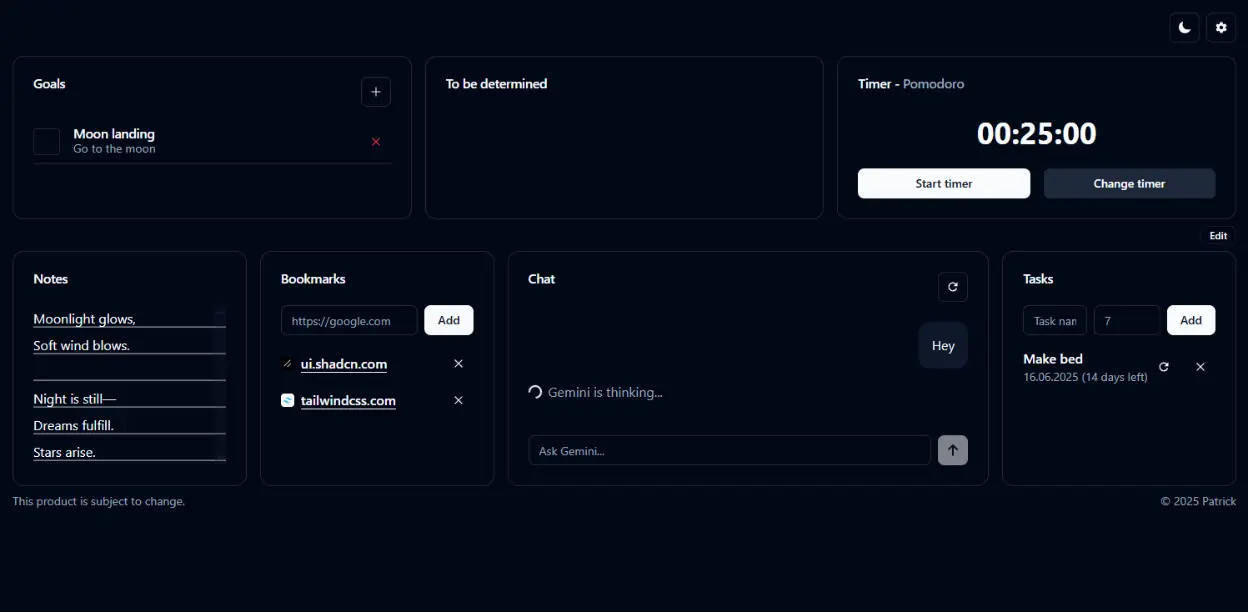 Goals
Moon landing
Go to the moon
To be determined
Timer - Pomodoro
00:25:00
Start timer
Change timer
Edit
Notes
Moonlight glows,
Soft wind blows.
Night is still—
Dreams fulfill.
Stars arise.
Bookmarks
https://google.com
Add
ui.shadcn.com
tailwindcss.com
Chat
Hey
Gemini is thinking...
Ask Gemini...
Tasks
Task nam
7
Add
Make bed
16.06.2025 (14 days left)
This product is subject to change.
© 2025 Patrick